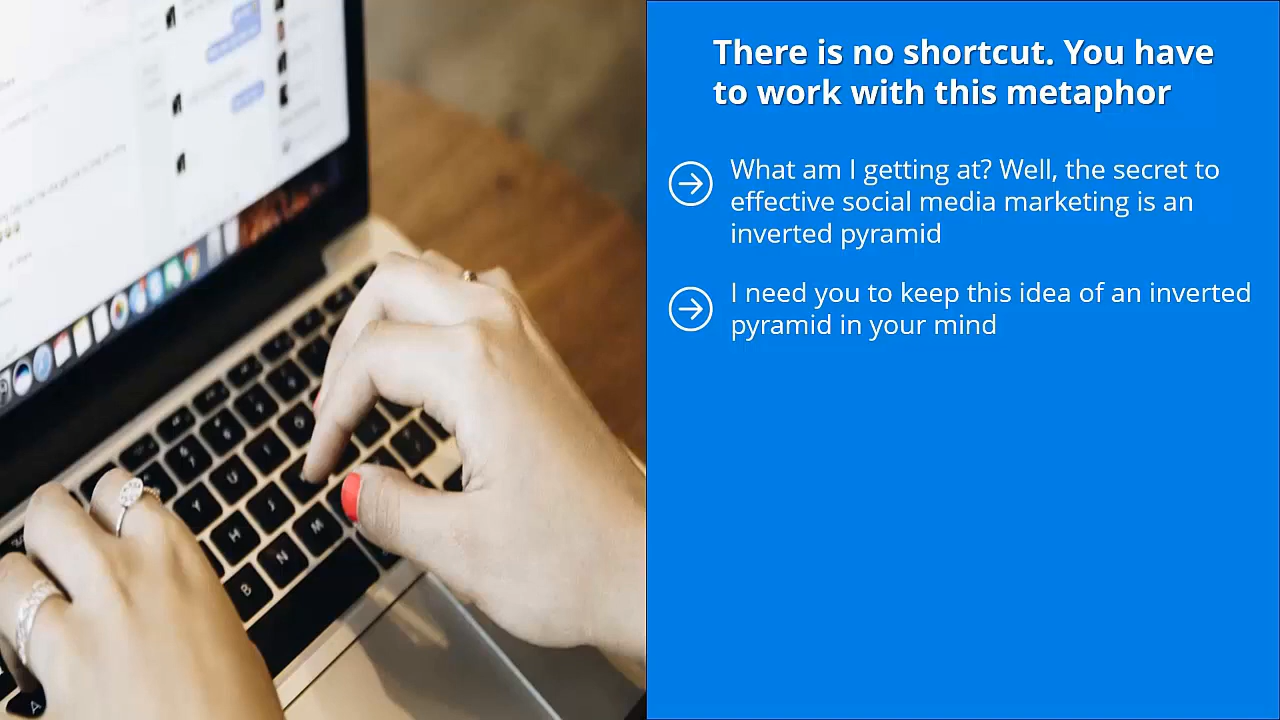 There is no shortcut. You have
to work with this metaphor
What am I getting at? Well, the secret to
effective social media marketing is an
inverted pyramid
I need you to keep this idea of an inverted
pyramid in your mind
Y
U
H
J
B
N
M
A